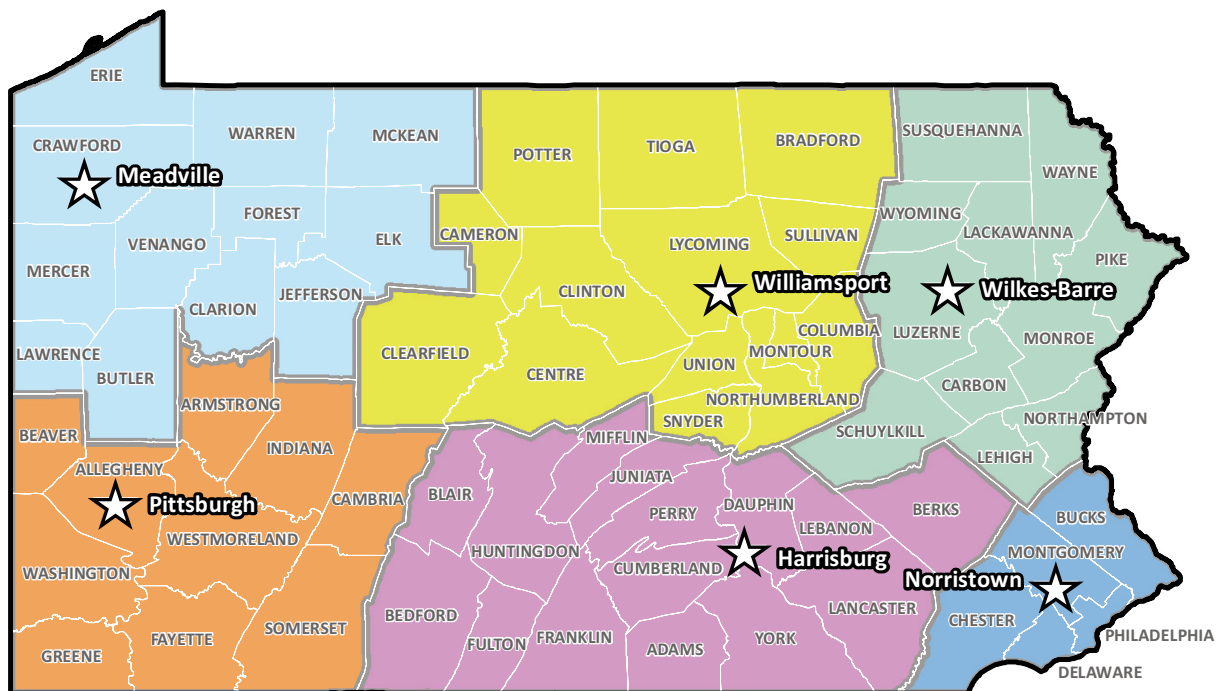 ERIE
CRAWFORD
Meadville
WARREN
MCKEAN
MERCER
VENANGO
FOREST
ELK
CLARION
JEFFERSON
LAWRENCE
BUTLER
POTTER
TIOGA
BRADFORD
CAMERON
LYCOMING
SULLIVAN
CLINTON
Williamsport
CLEARFIELD
CENTRE
UNION
MONTOUR
COLUMBIA
NORTHUMBERLAND
SNYDER
SUSQUEHANNA
WAYNE
WYOMING
LACKAWANNA
PIKE
Wilkes-Barre
LUZERNE
MONROE
CARBON
NORTHAMPTON
SCHUYLKILL
LEHIGH
BEAVER
ARMSTRONG
INDIANA
ALLEGHENY
Pittsburgh
CAMBRIA
WESTMORELAND
WASHINGTON
GREENE
FAYETTE
SOMERSET
MIFFLIN
JUNIATA
BLAIR
PERRY
DAUPHIN
LEBANON
BERKS
HUNTINGDON
CUMBERLAND
Harrisburg
BEDFORD
FULTON
FRANKLIN
ADAMS
YORK
LANCASTER
BUCKS
MONTGOMERY
Norristown
CHESTER
PHILADELPHIA
DELAWARE